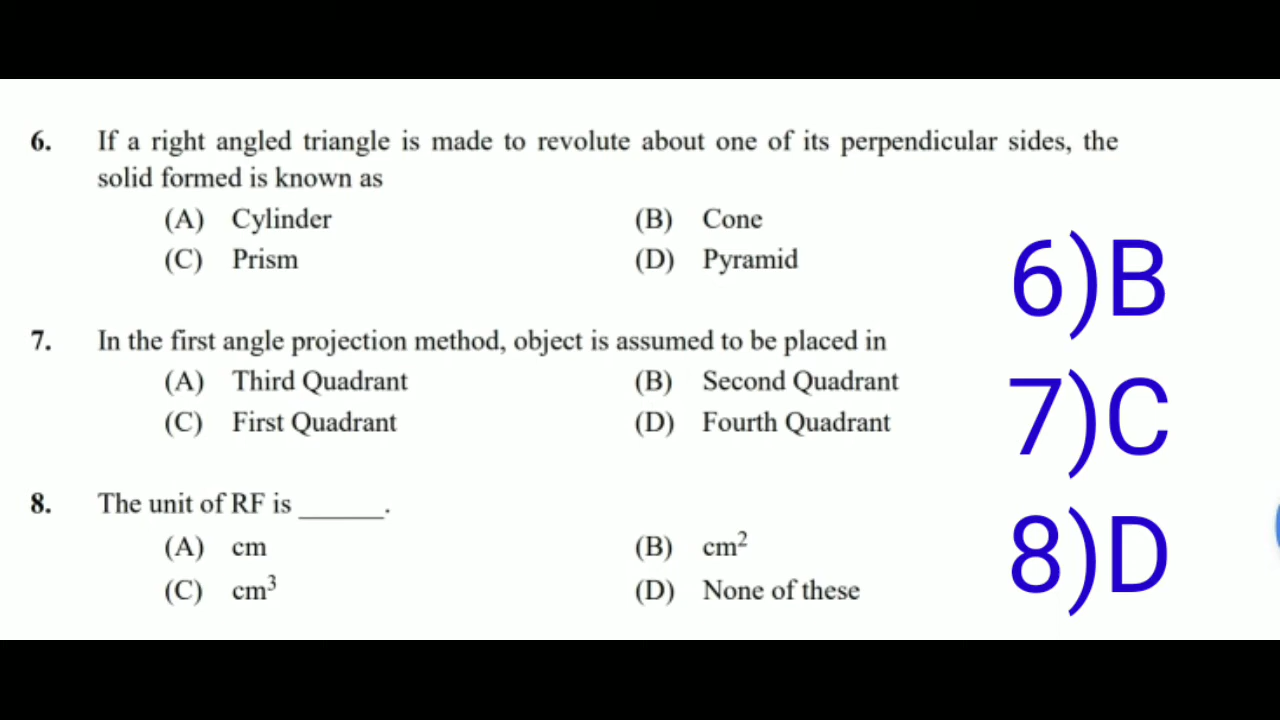 6. If a right angled triangle is made to revolute about one of its perpendicular sides, the
solid formed is known as
(A) Cylinder (B) Cone
(C) Prism (D) Pyramid
7. In the first angle projection method, object is assumed to be placed in
(A) Third Quadrant (B) Second Quadrant
(C) First Quadrant (D) Fourth Quadrant
8. The unit of RF is ______.
(A) cm (B) cm²
(C) cm³ (D) None of these
6)B
7)C
8)D